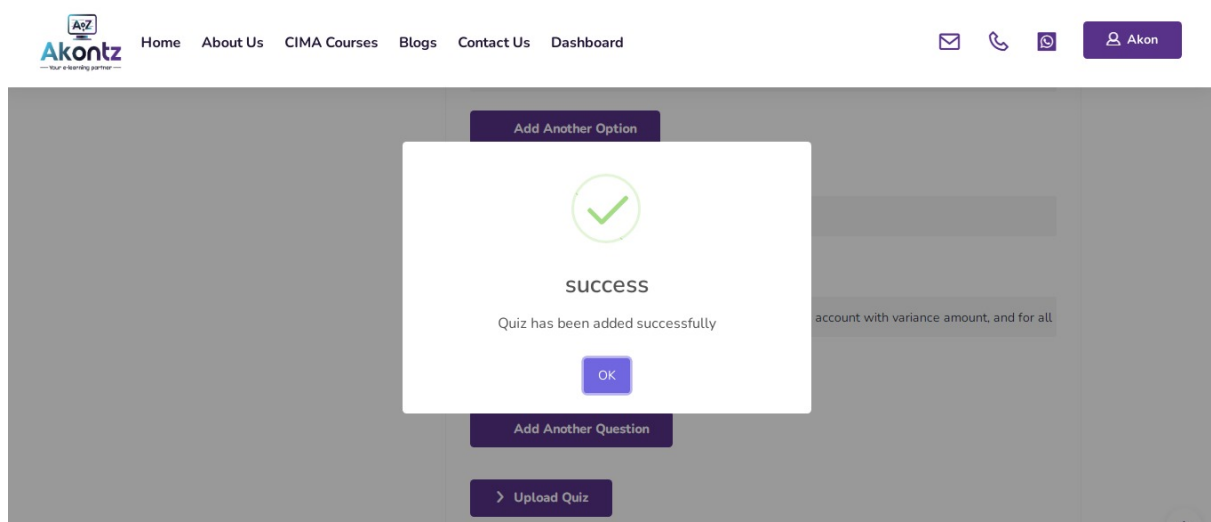 AZ
Akontz
Your e-learning partner
Home About Us CIMA Courses Blogs Contact Us Dashboard
Akon
Add Another Option
success
Quiz has been added successfully
account with variance amount, and for all
OK
Add Another Question
Upload Quiz